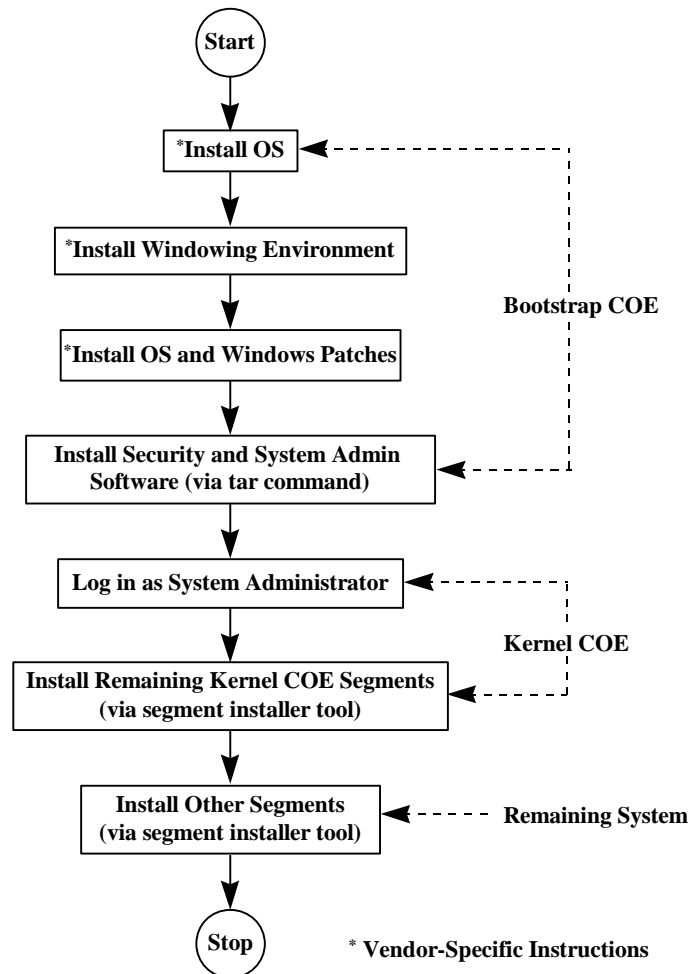 Start
*Install OS
*Install Windowing Environment
Bootstrap COE
*Install OS and Windows Patches
Install Security and System Admin
Software (via tar command)
Log in as System Administrator
Kernel COE
Install Remaining Kernel COE Segments
(via segment installer tool)
Install Other Segments
(via segment installer tool)
Remaining System
Stop
* Vendor-Specific Instructions